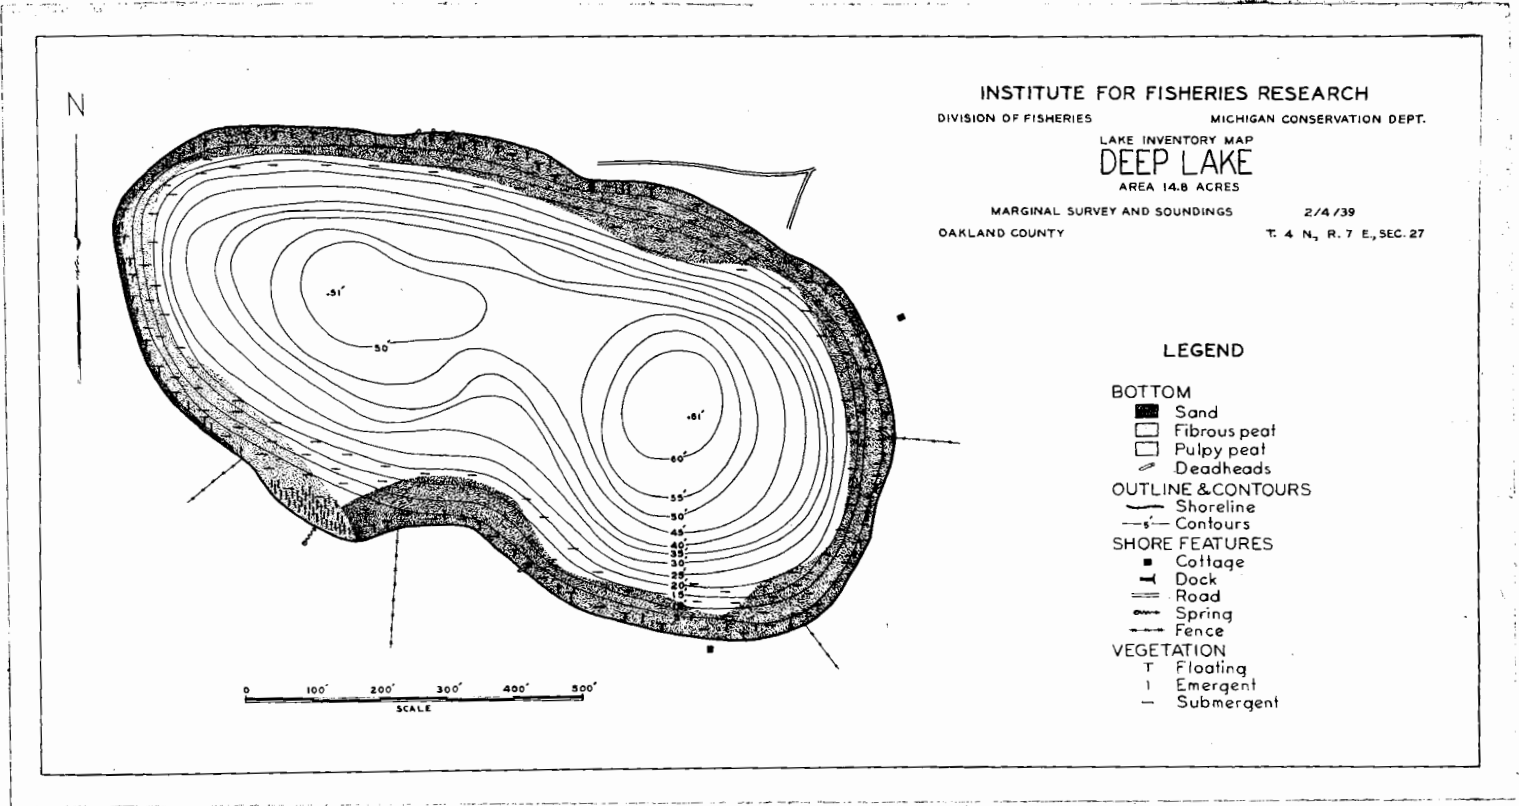 N
INSTITUTE FOR FISHERIES RESEARCH
DIVISION OF FISHERIES MICHIGAN CONSERVATION DEPT.
LAKE INVENTORY MAP
DEEP LAKE
AREA 14.8 ACRES
MARGINAL SURVEY AND SOUNDINGS 2/4/39
OAKLAND COUNTY T. 4 N., R. 7 E., SEC. 27
.51'
50'
.61'
60'
55'
50'
45'
40'
35'
30'
25'
20'
15'
LEGEND
BOTTOM
Sand
Fibrous peat
Pulpy peat
Deadheads
OUTLINE & CONTOURS
Shoreline
5' Contours
SHORE FEATURES
Cottage
Dock
Road
Spring
Fence
VEGETATION
T Floating
I Emergent
– Submergent
0 100' 200' 300' 400' 500'
SCALE